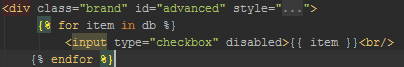 <div class="brand" id="advanced" style="...">
{% for item in db %}
<input type="checkbox" disabled>{{ item }}<br/>
{% endfor %}